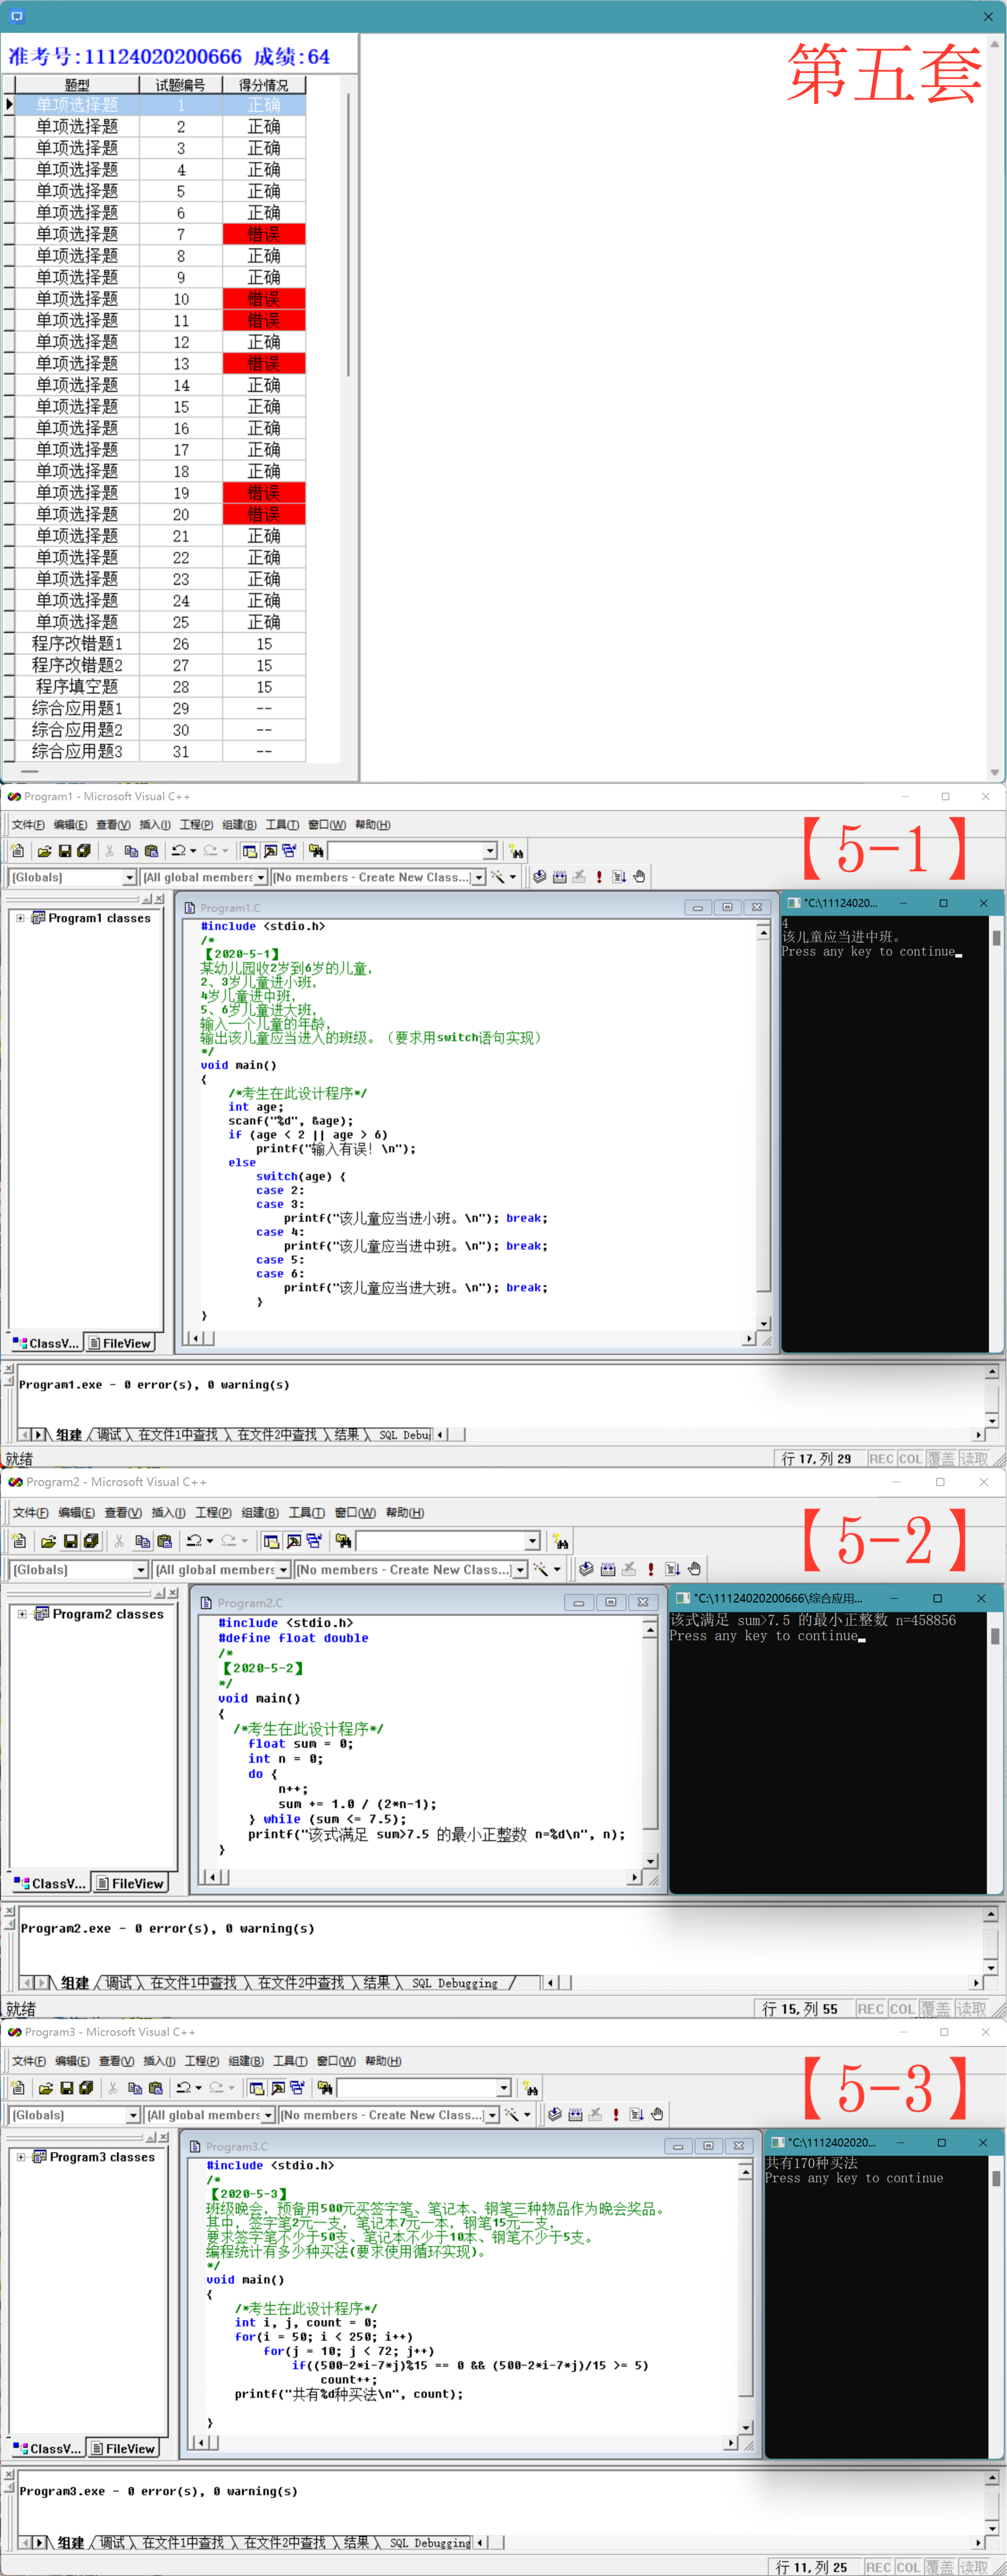 准考号:11124020200666 成绩:64
第五套
题型 试题编号 得分情况
单项选择题 1 正确
单项选择题 2 正确
单项选择题 3 正确
单项选择题 4 正确
单项选择题 5 正确
单项选择题 6 正确
单项选择题 7 错误
单项选择题 8 正确
单项选择题 9 正确
单项选择题 10 错误
单项选择题 11 错误
单项选择题 12 正确
单项选择题 13 错误
单项选择题 14 正确
单项选择题 15 正确
单项选择题 16 正确
单项选择题 17 正确
单项选择题 18 正确
单项选择题 19 错误
单项选择题 20 错误
单项选择题 21 正确
单项选择题 22 正确
单项选择题 23 正确
单项选择题 24 正确
单项选择题 25 正确
程序改错题1 26 15
程序改错题2 27 15
程序填空题 28 15
综合应用题1 29 --
综合应用题2 30 --
综合应用题3 31 --
Program1 - Microsoft Visual C++
文件(F) 编辑(E) 查看(V) 插入(I) 工程(P) 组建(B) 工具(T) 窗口(W) 帮助(H)
【5-1】
(Globals) (All global members (No members - Create New Class...)
Program1 classes
Program1.C
#include <stdio.h>
/*
【2020-5-1】
某幼儿园收2岁到6岁的儿童,
2、3岁儿童进小班,
4岁儿童进中班,
5、6岁儿童进大班,
输入一个儿童的年龄,
输出该儿童应当进入的班级。(要求用switch语句实现)
*/
void main()
{
/*考生在此设计程序*/
int age;
scanf("%d", &age);
if (age < 2 || age > 6)
printf("输入有误! \n");
else
switch(age) {
case 2:
case 3:
printf("该儿童应当进小班。\n"); break;
case 4:
printf("该儿童应当进中班。\n"); break;
case 5:
case 6:
printf("该儿童应当进大班。\n"); break;
}
}
"C:\11124020...
4
该儿童应当进中班。
Press any key to continue
ClassV... FileView
Program1.exe - 0 error(s), 0 warning(s)
组建 调试 在文件1中查找 在文件2中查找 结果 SQL Debu
就绪 行 17, 列 29 REC COL 覆盖 读取
Program2 - Microsoft Visual C++
文件(F) 编辑(E) 查看(V) 插入(I) 工程(P) 组建(B) 工具(T) 窗口(W) 帮助(H)
【5-2】
(Globals) (All global members (No members - Create New Class...)
Program2 classes
Program2.C
#include <stdio.h>
#define float double
/*
【2020-5-2】
*/
void main()
{
/*考生在此设计程序*/
float sum = 0;
int n = 0;
do {
n++;
sum += 1.0 / (2*n-1);
} while (sum <= 7.5);
printf("该式满足 sum>7.5 的最小正整数 n=%d\n", n);
}
"C:\11124020200666\综合应用...
该式满足 sum>7.5 的最小正整数 n=458856
Press any key to continue
ClassV... FileView
Program2.exe - 0 error(s), 0 warning(s)
组建 调试 在文件1中查找 在文件2中查找 结果 SQL Debugging
就绪 行 15, 列 55 REC COL 覆盖 读取
Program3 - Microsoft Visual C++
文件(F) 编辑(E) 查看(V) 插入(I) 工程(P) 组建(B) 工具(T) 窗口(W) 帮助(H)
【5-3】
(Globals) (All global members (No members - Create New Class...)
Program3 classes
Program3.C
#include <stdio.h>
/*
【2020-5-3】
班级晚会, 预备用500元买签字笔、笔记本、钢笔三种物品作为晚会奖品。
其中, 签字笔2元一支, 笔记本7元一本, 钢笔15元一支,
要求签字笔不少于50支、笔记本不少于10本、钢笔不少于5支。
编程统计有多少种买法(要求使用循环实现)。
*/
void main()
{
/*考生在此设计程序*/
int i, j, count = 0;
for(i = 50; i < 250; i++)
for(j = 10; j < 72; j++)
if((500-2*i-7*j)%15 == 0 && (500-2*i-7*j)/15 >= 5)
count++;
printf("共有%d种买法\n", count);
}
"C:\1112402020...
共有170种买法
Press any key to continue
ClassV... FileView
Program3.exe - 0 error(s), 0 warning(s)
组建 调试 在文件1中查找 在文件2中查找 结果 SQL Debugging
行 11, 列 25 REC COL 覆盖 读取